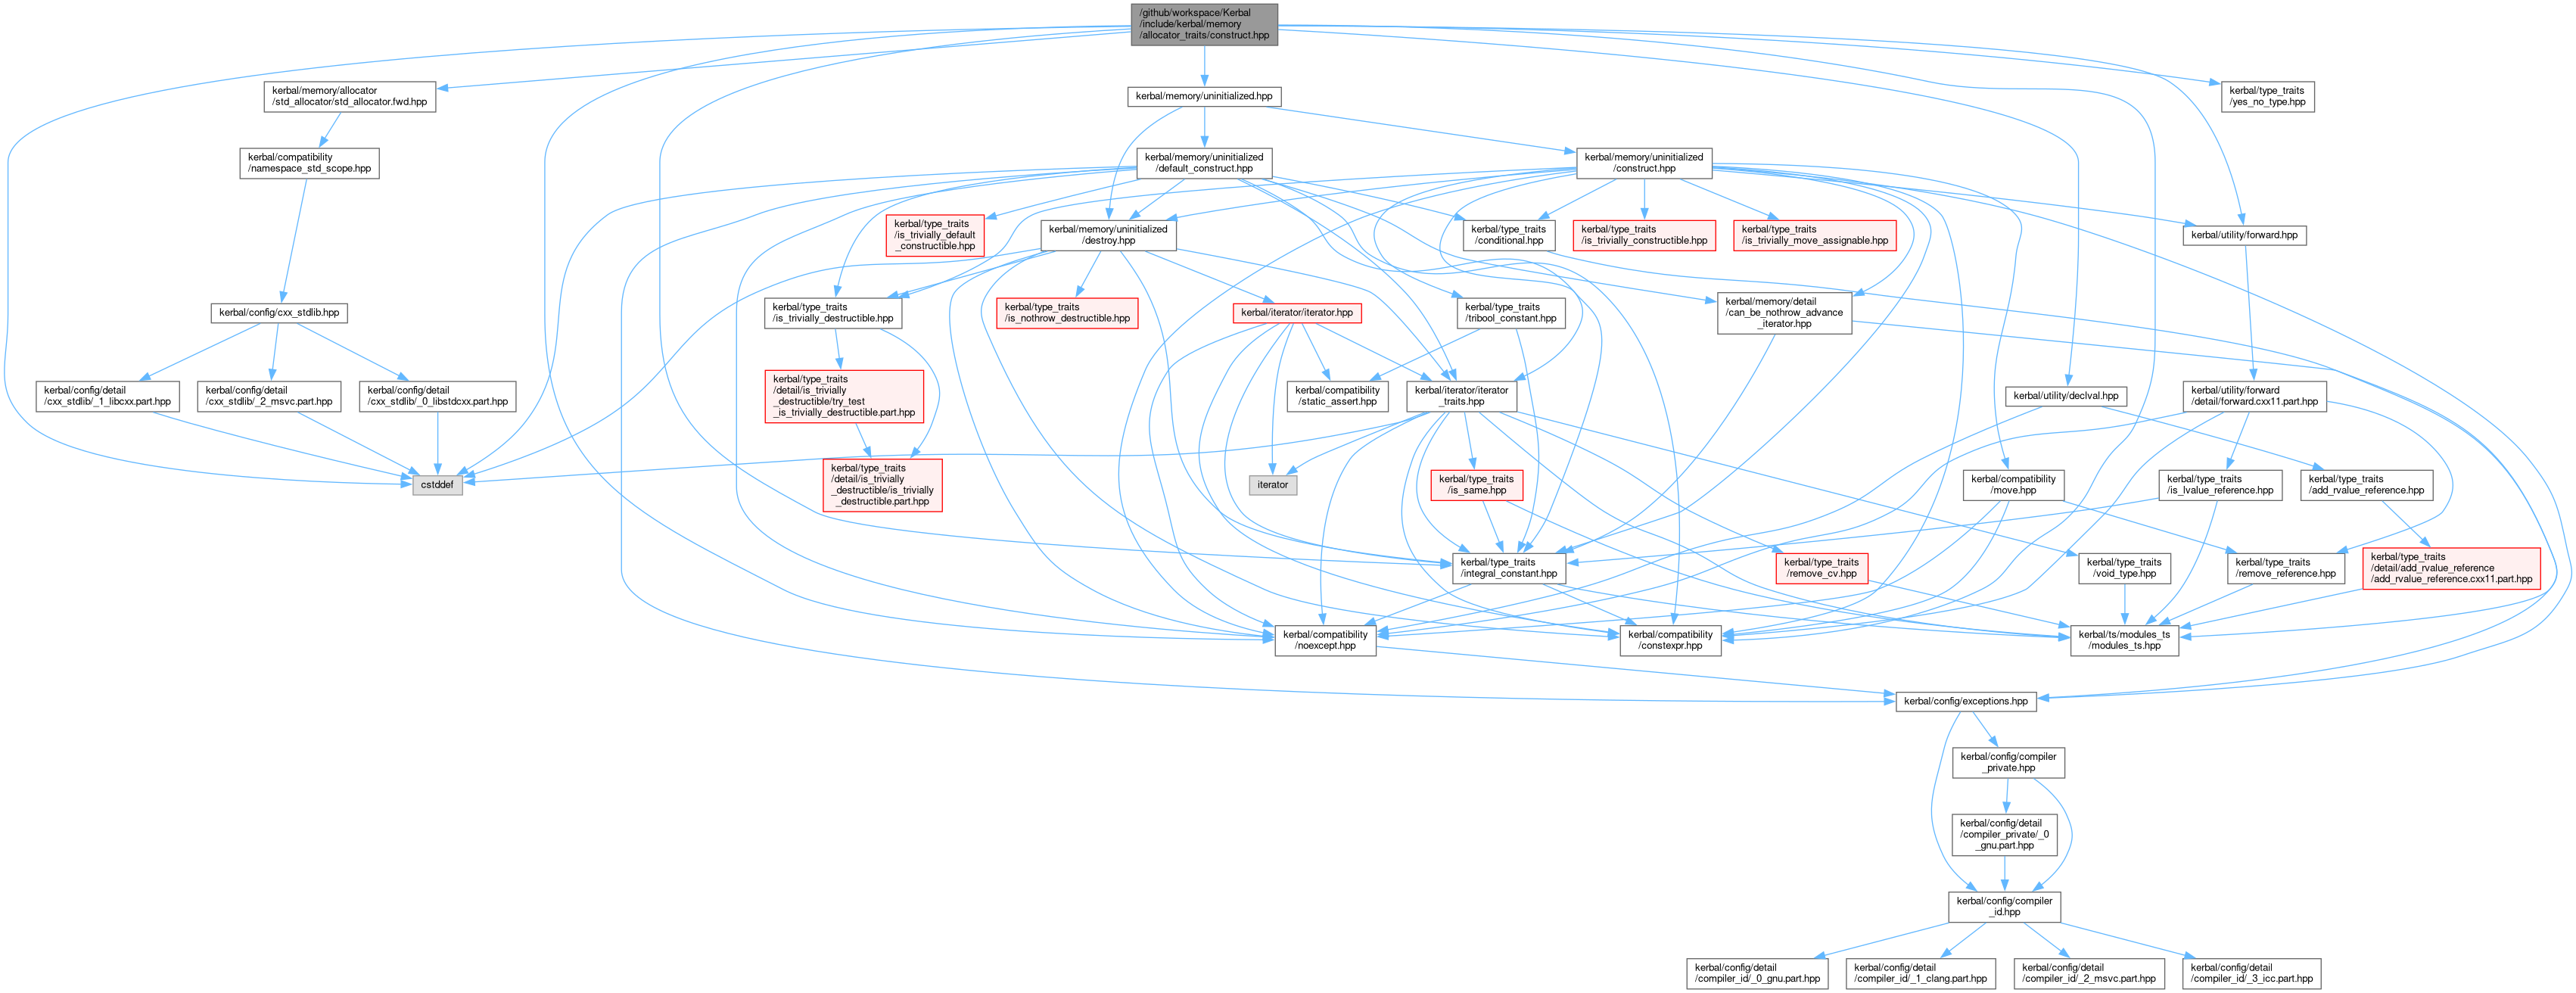 /github/workspace/Kerbal
/include/kerbal/memory
/allocator_traits/construct.hpp
kerbal/memory/allocator
/std_allocator/std_allocator.fwd.hpp
kerbal/memory/uninitialized.hpp
kerbal/type_traits
/yes_no_type.hpp
kerbal/compatibility
/namespace_std_scope.hpp
kerbal/memory/uninitialized
/default_construct.hpp
kerbal/memory/uninitialized
/construct.hpp
kerbal/type_traits
/is_trivially_default
_constructible.hpp
kerbal/memory/uninitialized
/destroy.hpp
kerbal/type_traits
/conditional.hpp
kerbal/type_traits
/is_trivially_constructible.hpp
kerbal/type_traits
/is_trivially_move_assignable.hpp
kerbal/utility/forward.hpp
kerbal/config/cxx_stdlib.hpp
kerbal/type_traits
/is_trivially_destructible.hpp
kerbal/type_traits
/is_nothrow_destructible.hpp
kerbal/iterator/iterator.hpp
kerbal/type_traits
/tribool_constant.hpp
kerbal/memory/detail
/can_be_nothrow_advance
_iterator.hpp
kerbal/config/detail
/cxx_stdlib/_1_libcxx.part.hpp
kerbal/config/detail
/cxx_stdlib/_2_msvc.part.hpp
kerbal/config/detail
/cxx_stdlib/_0_libstdcxx.part.hpp
kerbal/type_traits
/detail/is_trivially
_destructible/try_test
_is_trivially_destructible.part.hpp
kerbal/compatibility
/static_assert.hpp
kerbal/iterator/iterator
_traits.hpp
kerbal/utility/declval.hpp
kerbal/utility/forward
/detail/forward.cxx11.part.hpp
cstddef
kerbal/type_traits
/detail/is_trivially
_destructible/is_trivially
_destructible.part.hpp
iterator
kerbal/type_traits
/is_same.hpp
kerbal/compatibility
/move.hpp
kerbal/type_traits
/is_lvalue_reference.hpp
kerbal/type_traits
/add_rvalue_reference.hpp
kerbal/type_traits
/integral_constant.hpp
kerbal/type_traits
/remove_cv.hpp
kerbal/type_traits
/void_type.hpp
kerbal/type_traits
/remove_reference.hpp
kerbal/type_traits
/detail/add_rvalue_reference
/add_rvalue_reference.cxx11.part.hpp
kerbal/compatibility
/noexcept.hpp
kerbal/compatibility
/constexpr.hpp
kerbal/ts/modules_ts
/modules_ts.hpp
kerbal/config/exceptions.hpp
kerbal/config/compiler
_private.hpp
kerbal/config/detail
/compiler_private/_0
_gnu.part.hpp
kerbal/config/compiler
_id.hpp
kerbal/config/detail
/compiler_id/_0_gnu.part.hpp
kerbal/config/detail
/compiler_id/_1_clang.part.hpp
kerbal/config/detail
/compiler_id/_2_msvc.part.hpp
kerbal/config/detail
/compiler_id/_3_icc.part.hpp